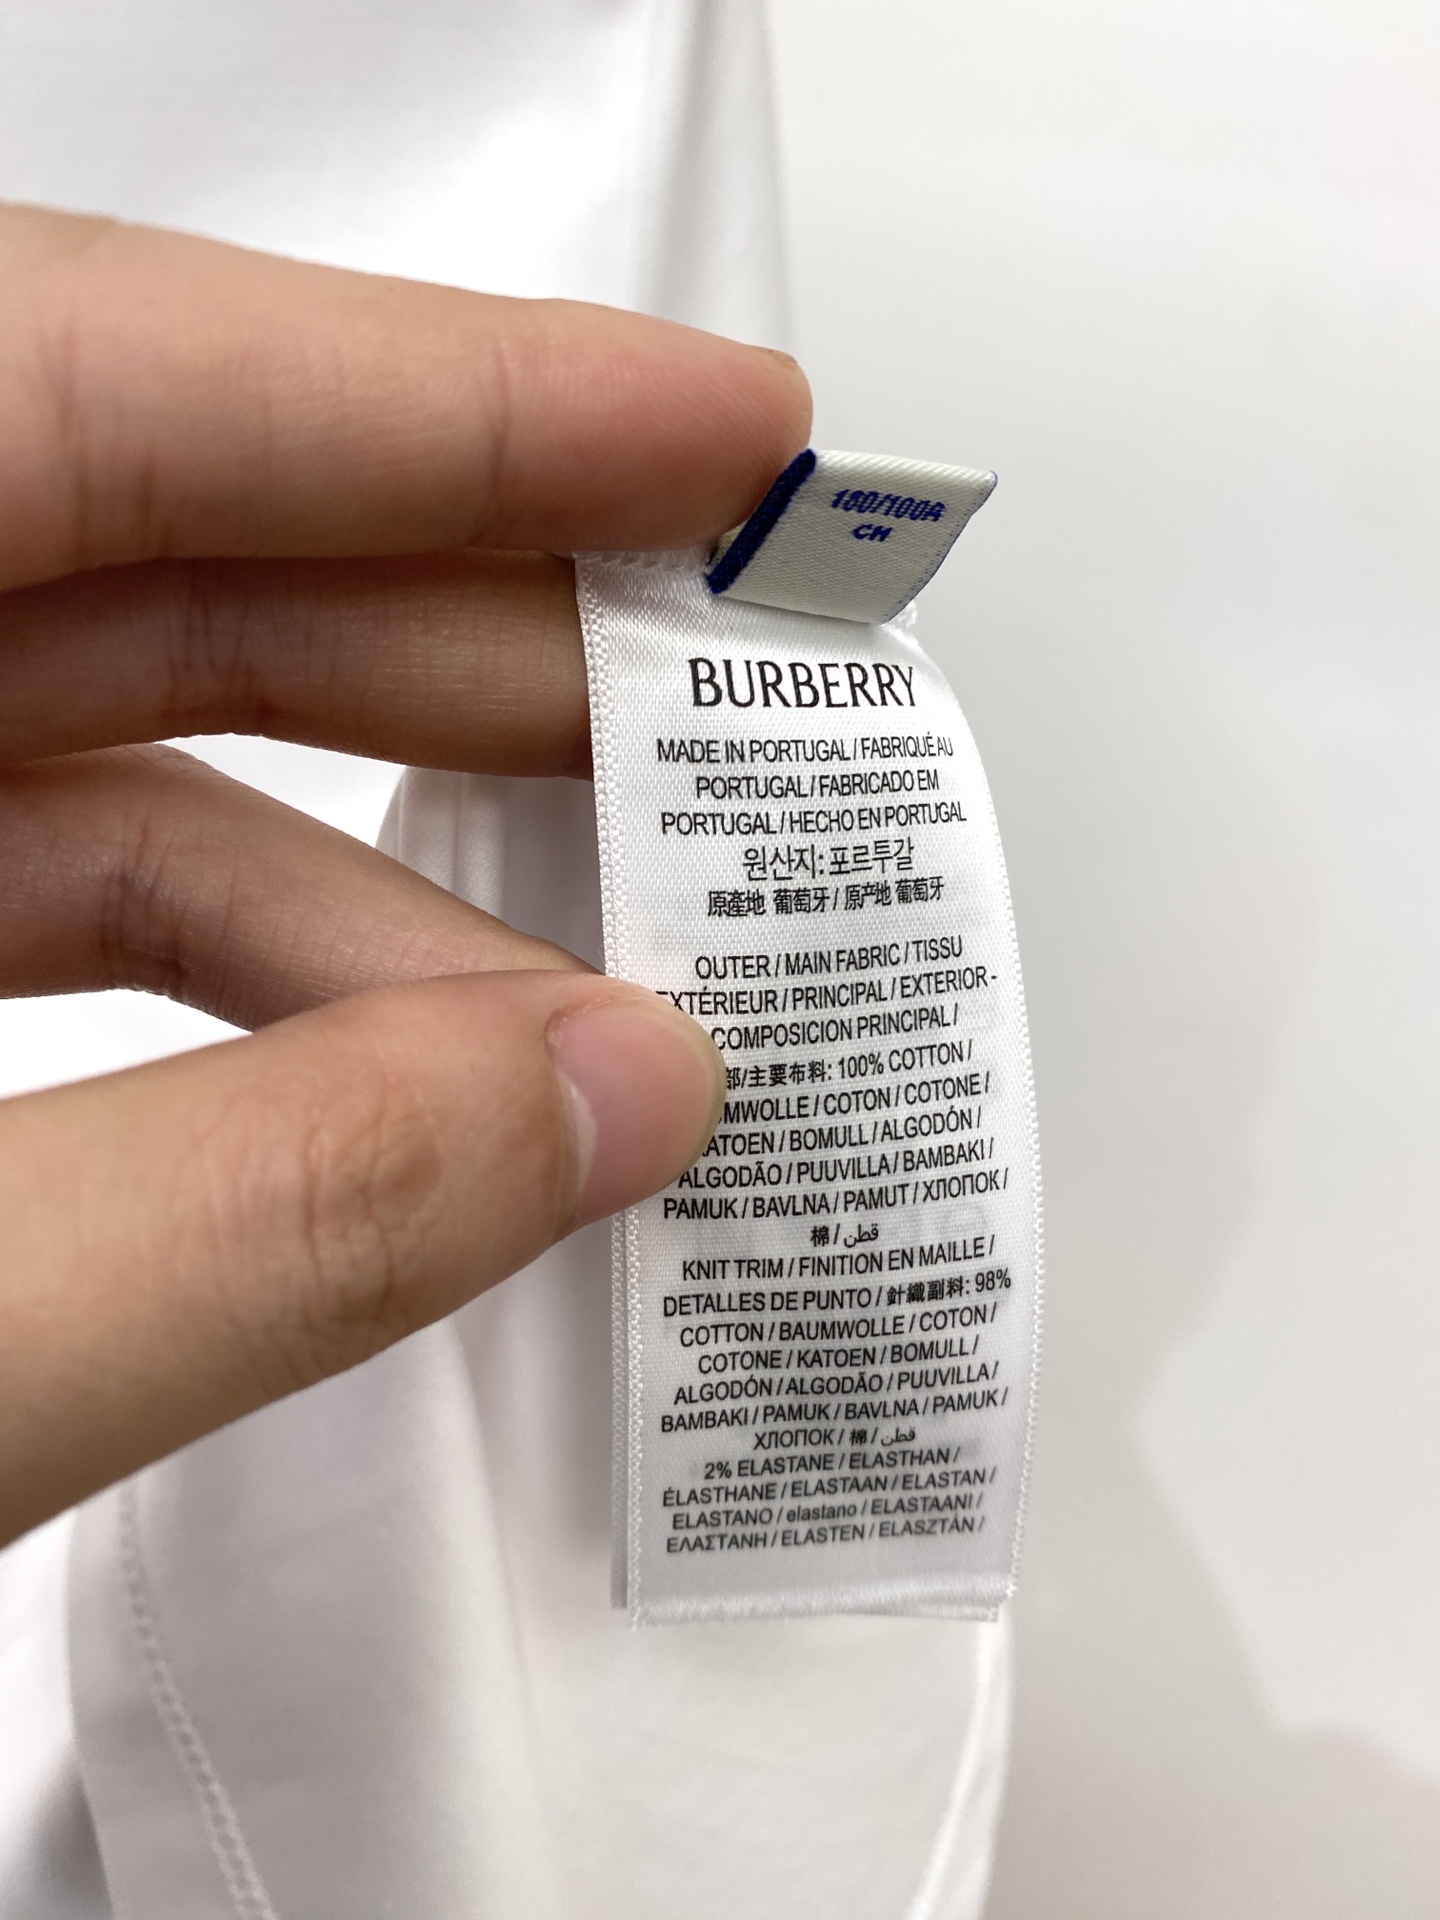 180/100A
CM
BURBERRY
MADE IN PORTUGAL / FABRIQUÉ AU
PORTUGAL / FABRICADO EM
PORTUGAL / HECHO EN PORTUGAL
원산지: 포르투갈
原產地 葡萄牙 / 原产地 葡萄牙
OUTER / MAIN FABRIC / TISSU
EXTÉRIEUR / PRINCIPAL / EXTERIOR -
COMPOSICION PRINCIPAL /
部/主要布料: 100% COTTON /
MWOLLE / COTON / COTONE /
KATOEN / BOMULL / ALGODÓN /
ALGODÃO / PUUVILLA / BAMBAKI /
PAMUK / BAVLNA / PAMUT / ХЛОПОК /
棉 / قطن
KNIT TRIM / FINITION EN MAILLE /
DETALLES DE PUNTO / 針織副料: 98%
COTTON / BAUMWOLLE / COTON /
COTONE / KATOEN / BOMULL /
ALGODÓN / ALGODÃO / PUUVILLA /
BAMBAKI / PAMUK / BAVLNA / PAMUK /
ХЛОПОК / 棉 / قطن
2% ELASTANE / ELASTHAN /
ÉLASTHANE / ELASTAAN / ELASTAN /
ELASTANO / elastano / ELASTAANI /
ΕΛΑΣΤΑΝΗ / ELASTEN / ELASZTÁN /